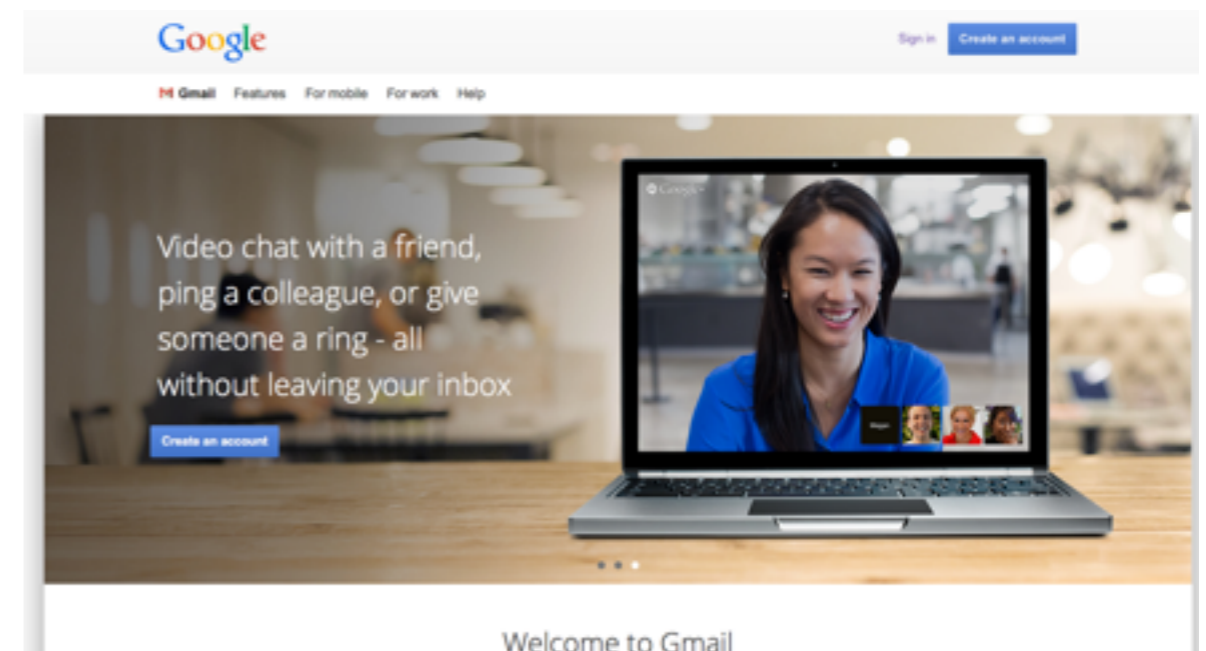 Google
Sign in
Create an account
Gmail Features For mobile For work Help
Google+
Video chat with a friend,
ping a colleague, or give
someone a ring - all
without leaving your inbox
Create an account
Welcome to Gmail